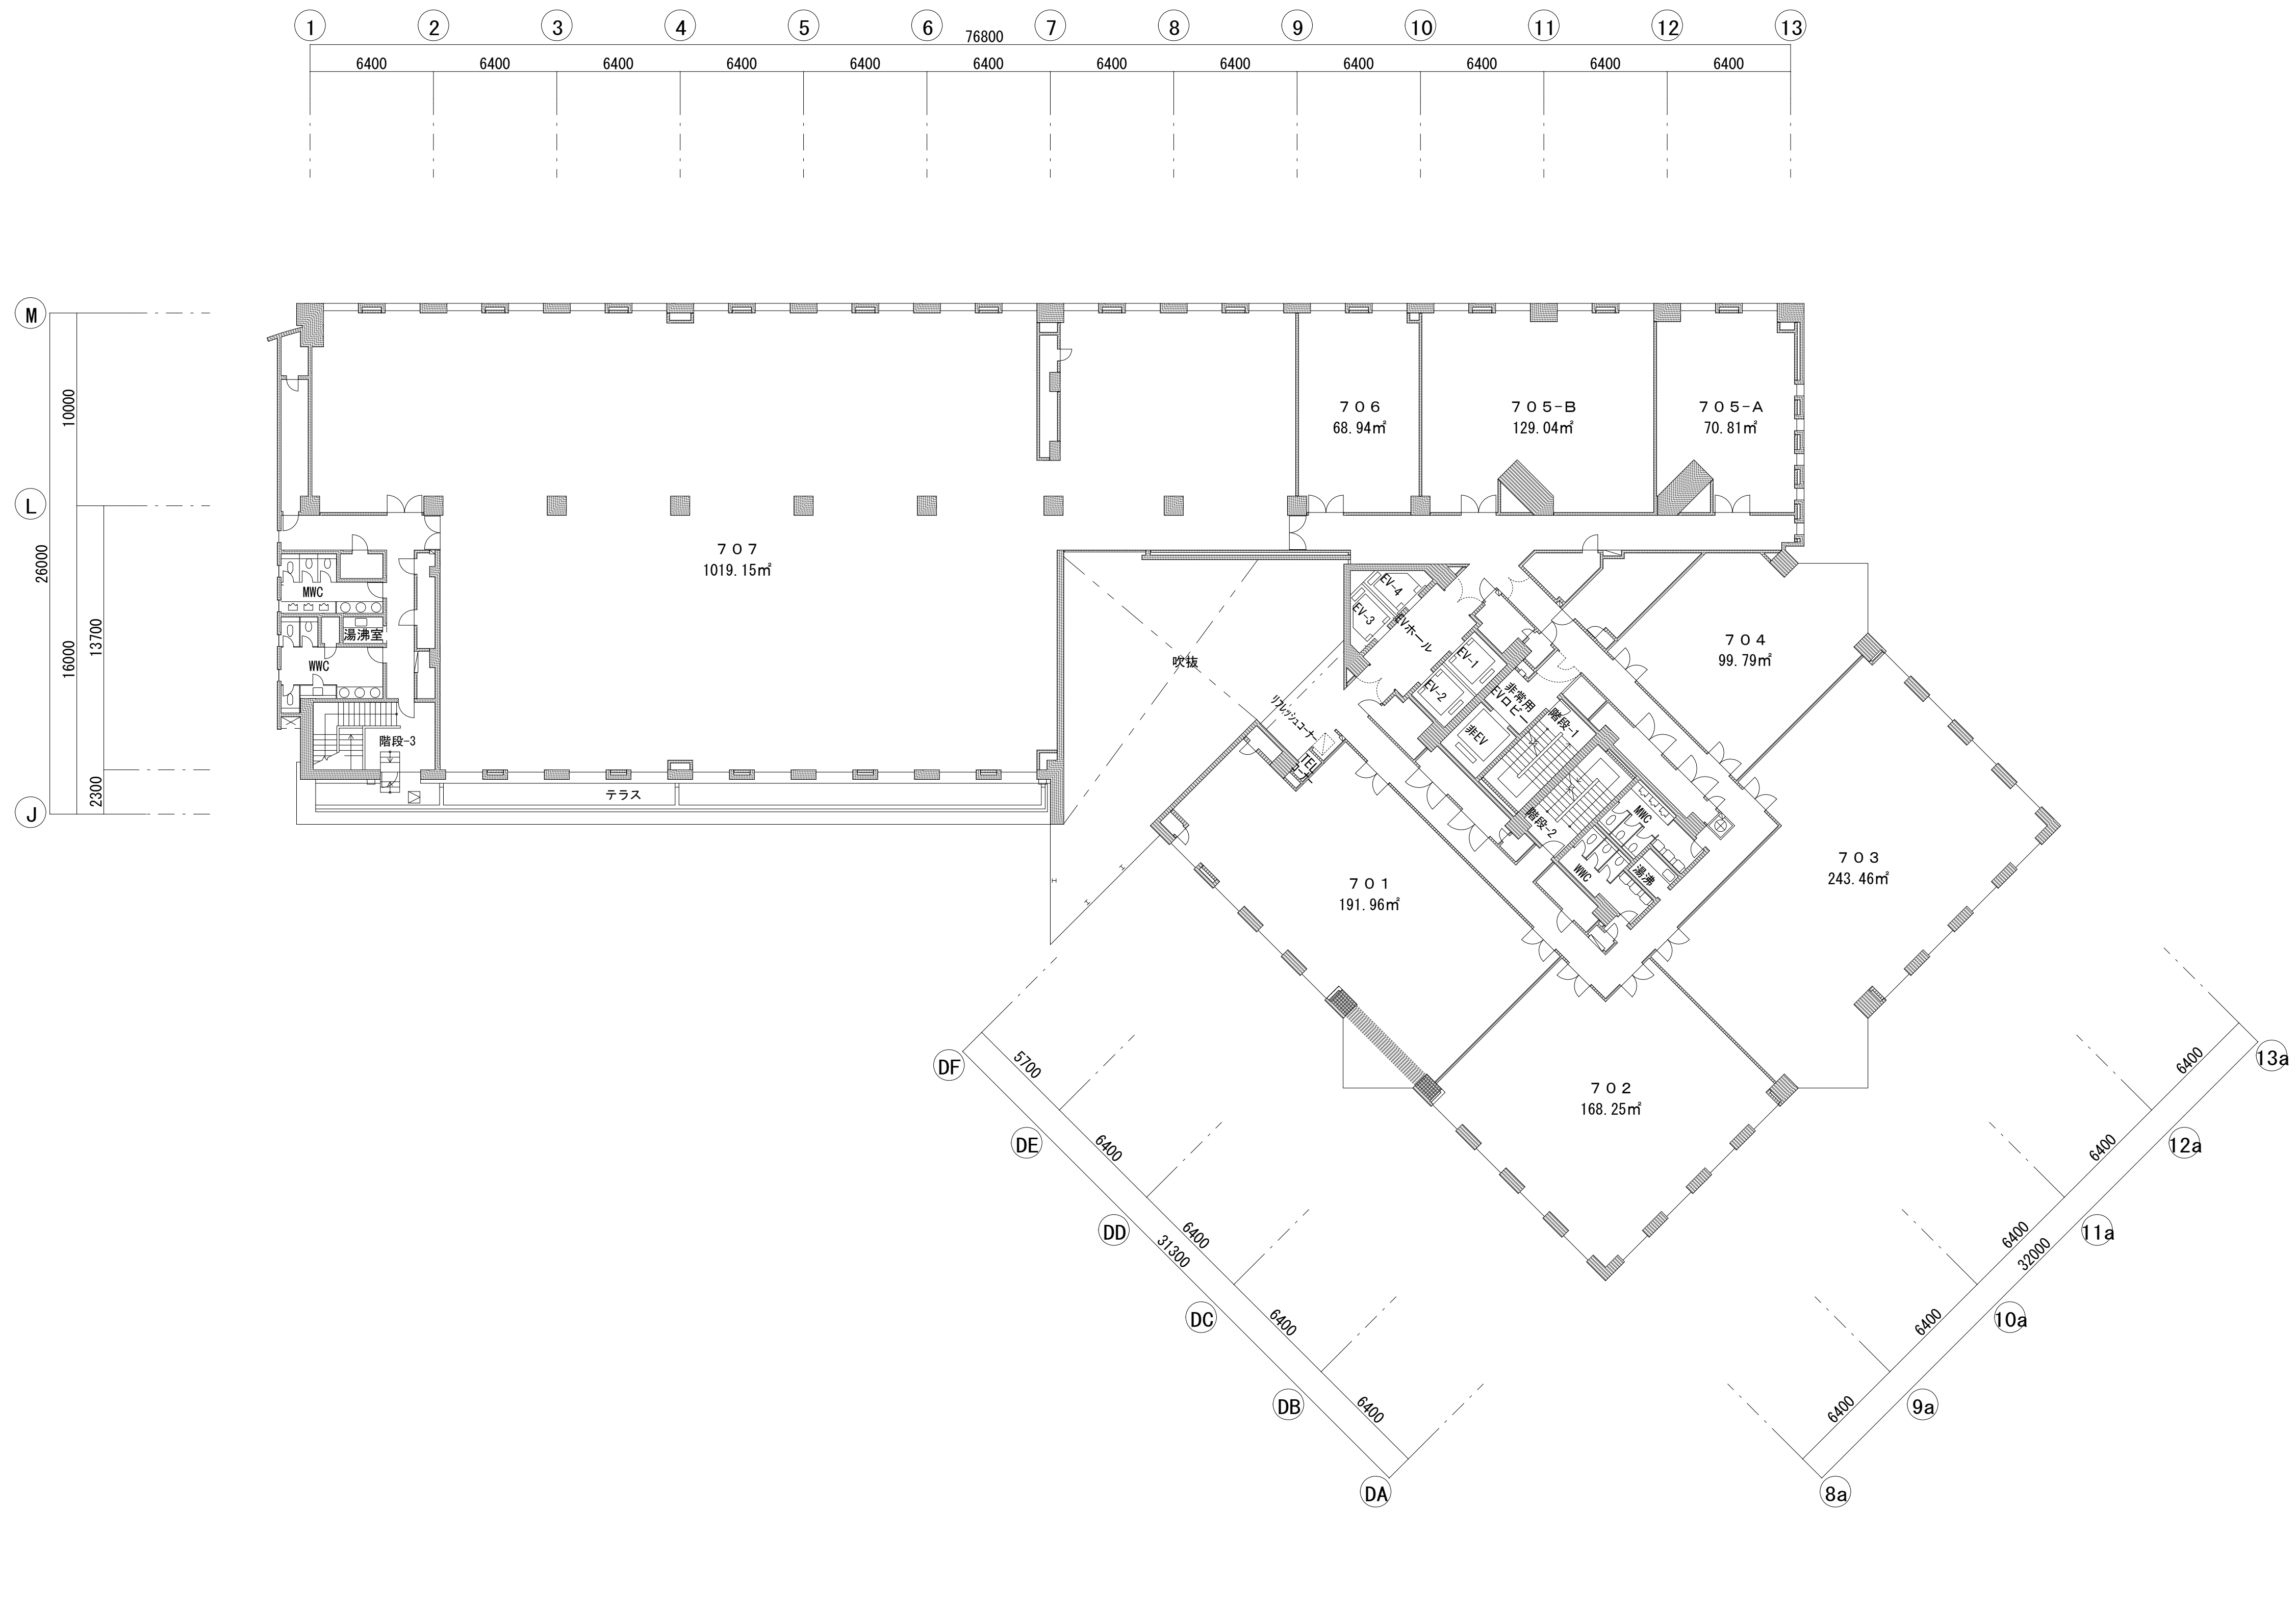 1 2 3 4 5 6 7 8 9 10 11 12 13
76800
6400 6400 6400 6400 6400 6400 6400 6400 6400 6400 6400 6400
M
L
J
10000
26000
16000
13700
2300
706
68.94㎡
705-B
129.04㎡
705-A
70.81㎡
707
1019.15㎡
MWC
湯沸室
WWC
階段-3
テラス
吹抜
EV-4
EV-3
EVホール
EV-1
EV-2
非常用
EVロビー
非EV
階段-1
階段-2
リフレッシュコーナー
TEL
コーナー
MWC
WWC
湯沸
704
99.79㎡
703
243.46㎡
701
191.96㎡
702
168.25㎡
DF
DE
DD
DC
DB
DA
5700
6400
6400
6400
6400
31300
13a
12a
11a
10a
9a
8a
6400
6400
6400
6400
6400
32000